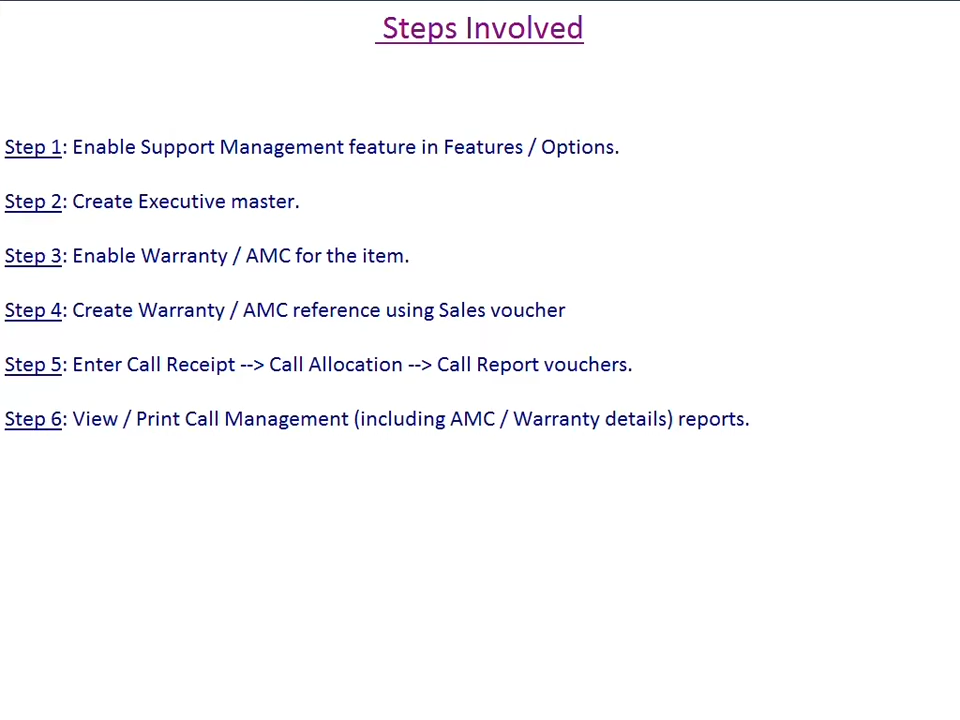 Steps Involved
Step 1: Enable Support Management feature in Features / Options.
Step 2: Create Executive master.
Step 3: Enable Warranty / AMC for the item.
Step 4: Create Warranty / AMC reference using Sales voucher
Step 5: Enter Call Receipt --> Call Allocation --> Call Report vouchers.
Step 6: View / Print Call Management (including AMC / Warranty details) reports.